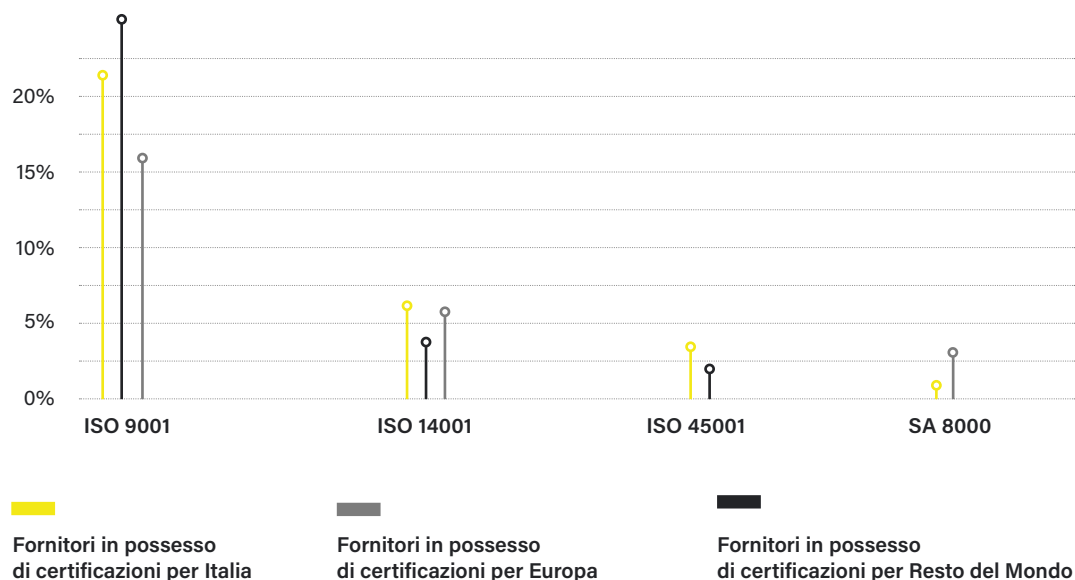 20%
15%
10%
5%
0%
ISO 9001
ISO 14001
ISO 45001
SA 8000
Fornitori in possesso
di certificazioni per Italia
Fornitori in possesso
di certificazioni per Europa
Fornitori in possesso
di certificazioni per Resto del Mondo